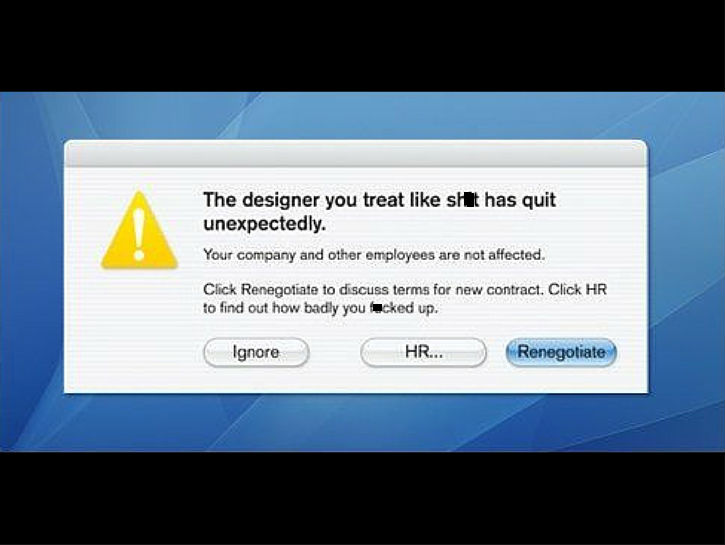 The designer you treat like sh■t has quit
unexpectedly.
Your company and other employees are not affected.
Click Renegotiate to discuss terms for new contract. Click HR
to find out how badly you f■cked up.
Ignore
HR...
Renegotiate